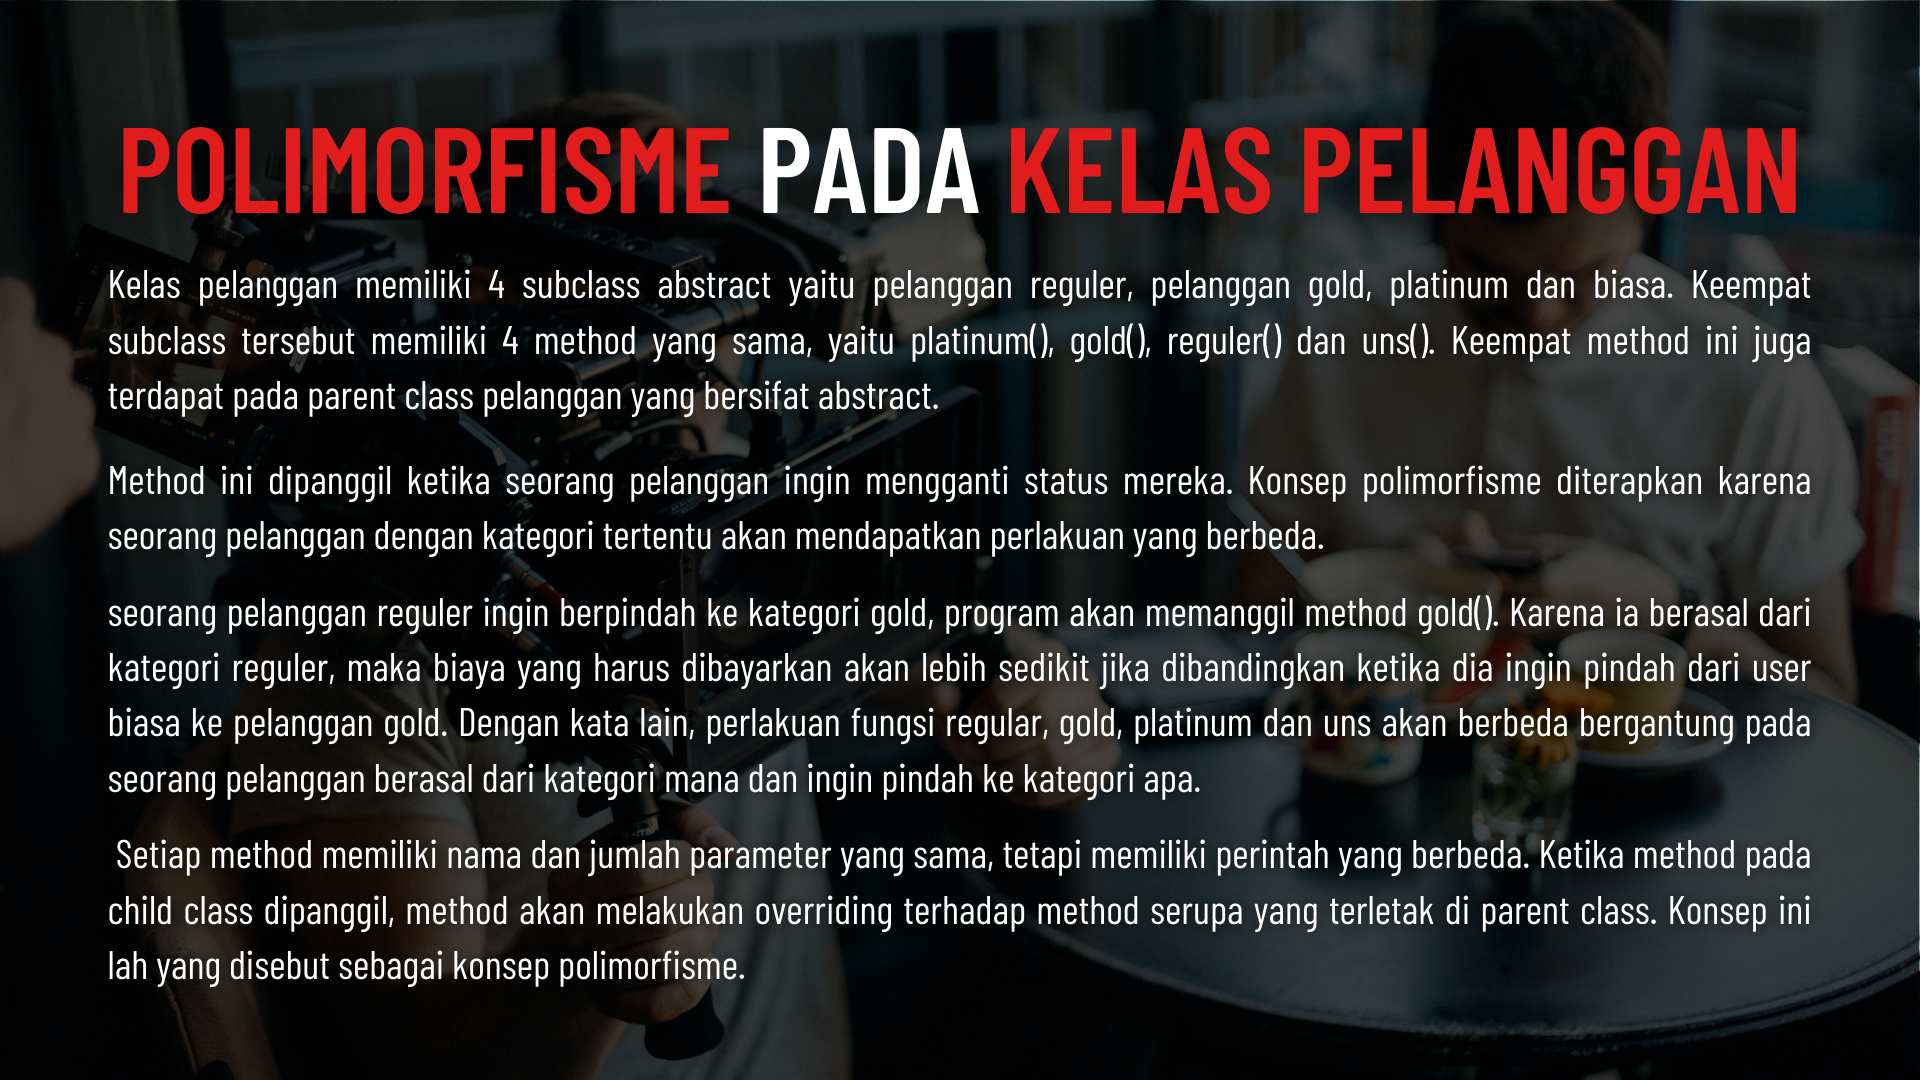 POLIMORFISME PADA KELAS PELANGGAN
Kelas pelanggan memiliki 4 subclass abstract yaitu pelanggan reguler, pelanggan gold, platinum dan biasa. Keempat
subclass tersebut memiliki 4 method yang sama, yaitu platinum(), gold(), reguler() dan uns(). Keempat method ini juga
terdapat pada parent class pelanggan yang bersifat abstract.
Method ini dipanggil ketika seorang pelanggan ingin mengganti status mereka. Konsep polimorfisme diterapkan karena
seorang pelanggan dengan kategori tertentu akan mendapatkan perlakuan yang berbeda.
seorang pelanggan reguler ingin berpindah ke kategori gold, program akan memanggil method gold(). Karena ia berasal dari
kategori reguler, maka biaya yang harus dibayarkan akan lebih sedikit jika dibandingkan ketika dia ingin pindah dari user
biasa ke pelanggan gold. Dengan kata lain, perlakuan fungsi regular, gold, platinum dan uns akan berbeda bergantung pada
seorang pelanggan berasal dari kategori mana dan ingin pindah ke kategori apa.
Setiap method memiliki nama dan jumlah parameter yang sama, tetapi memiliki perintah yang berbeda. Ketika method pada
child class dipanggil, method akan melakukan overriding terhadap method serupa yang terletak di parent class. Konsep ini
lah yang disebut sebagai konsep polimorfisme.